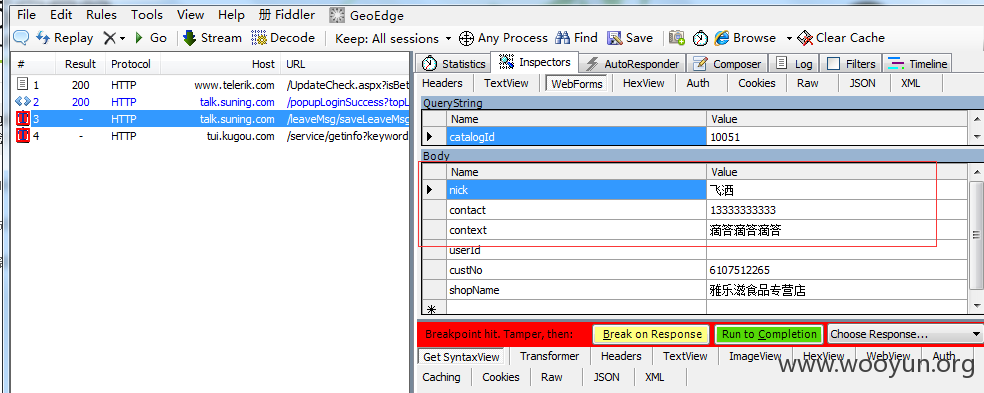 File Edit Rules Tools View Help 册 Fiddler GeoEdge
Replay Go Stream Decode Keep: All sessions Any Process Find Save Browse Clear Cache
# Result Protocol Host URL
1 200 HTTP www.telerik.com /UpdateCheck.aspx?isBet
2 200 HTTP talk.suning.com /popupLoginSuccess?topL
3 - HTTP talk.suning.com /leaveMsg/saveLeaveMsg
4 - HTTP tui.kugou.com /service/getinfo?keyword
Statistics Inspectors AutoResponder Composer Log Filters Timeline
Headers TextView WebForms HexView Auth Cookies Raw JSON XML
QueryString
Name Value
catalogId 10051
Body
Name Value
nick 飞洒
contact 13333333333
context 滴答滴答滴答
userId
custNo 6107512265
shopName 雅乐滋食品专营店
Breakpoint hit. Tamper, then: Break on Response Run to Completion Choose Response...
Get SyntaxView Transformer Headers TextView ImageView HexView WebView Auth
Caching Cookies Raw JSON XML
www.wooyun.org